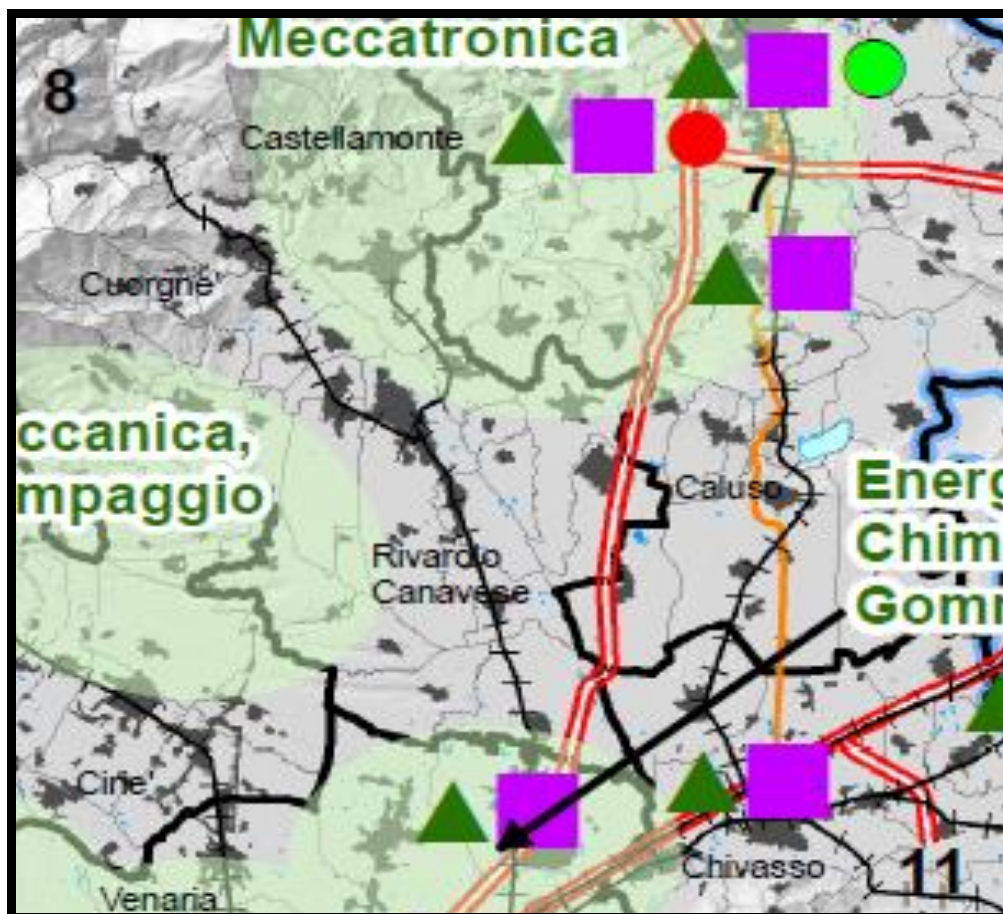 Meccatronica
8
Castellamonte
7
Cuorgne'
ccanica,
mpaggio
Caluso
Energ
Chim
Gomm
Rivarolo
Canavese
Cirie'
Chivasso
11
Venaria